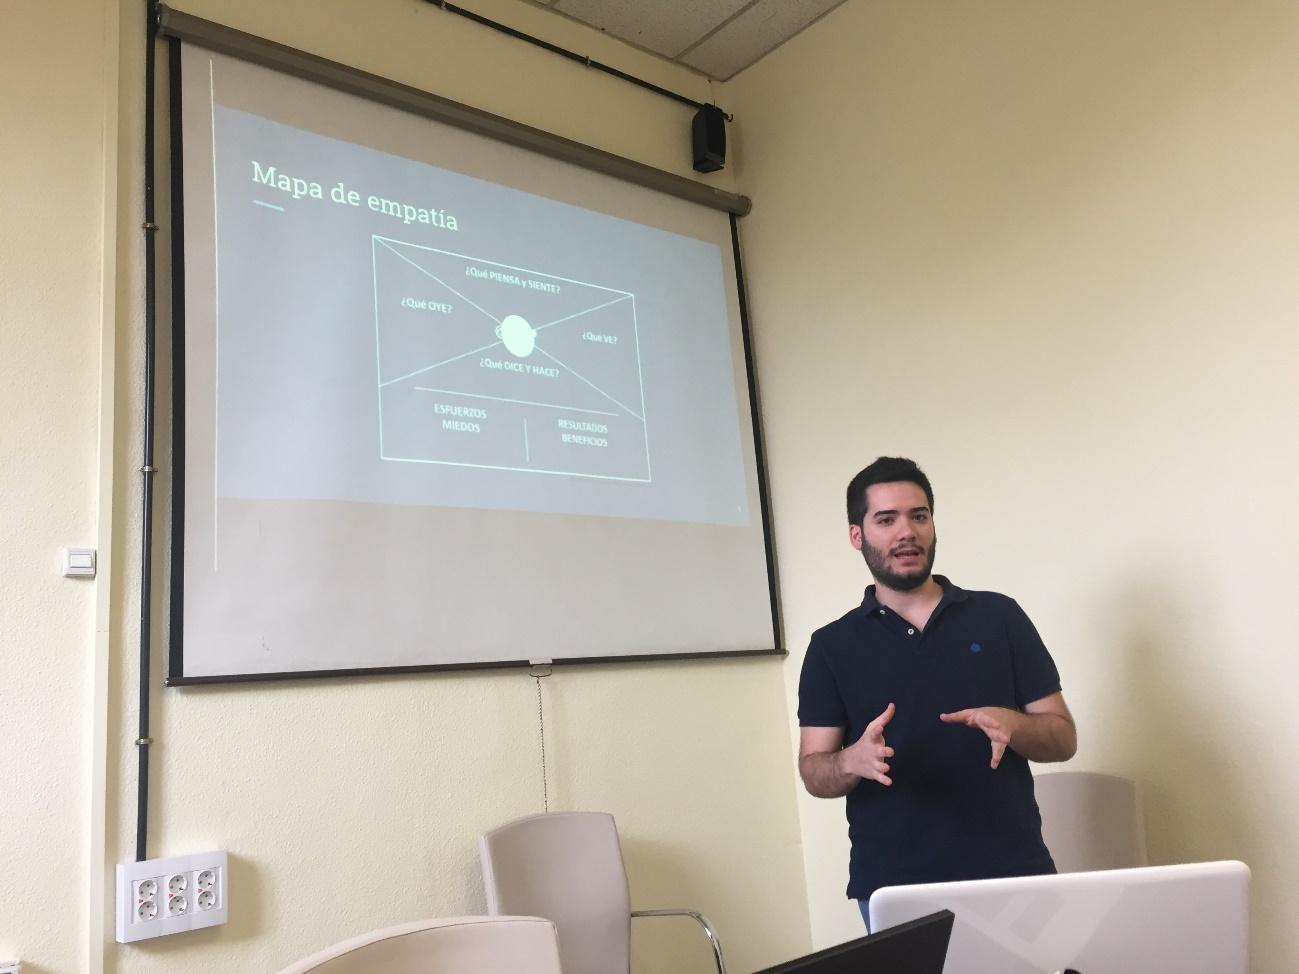 Mapa de empatía
¿Qué PIENSA y SIENTE?
¿Qué OYE?
¿Qué VE?
¿Qué DICE Y HACE?
ESFUERZOS
MIEDOS
RESULTADOS
BENEFICIOS